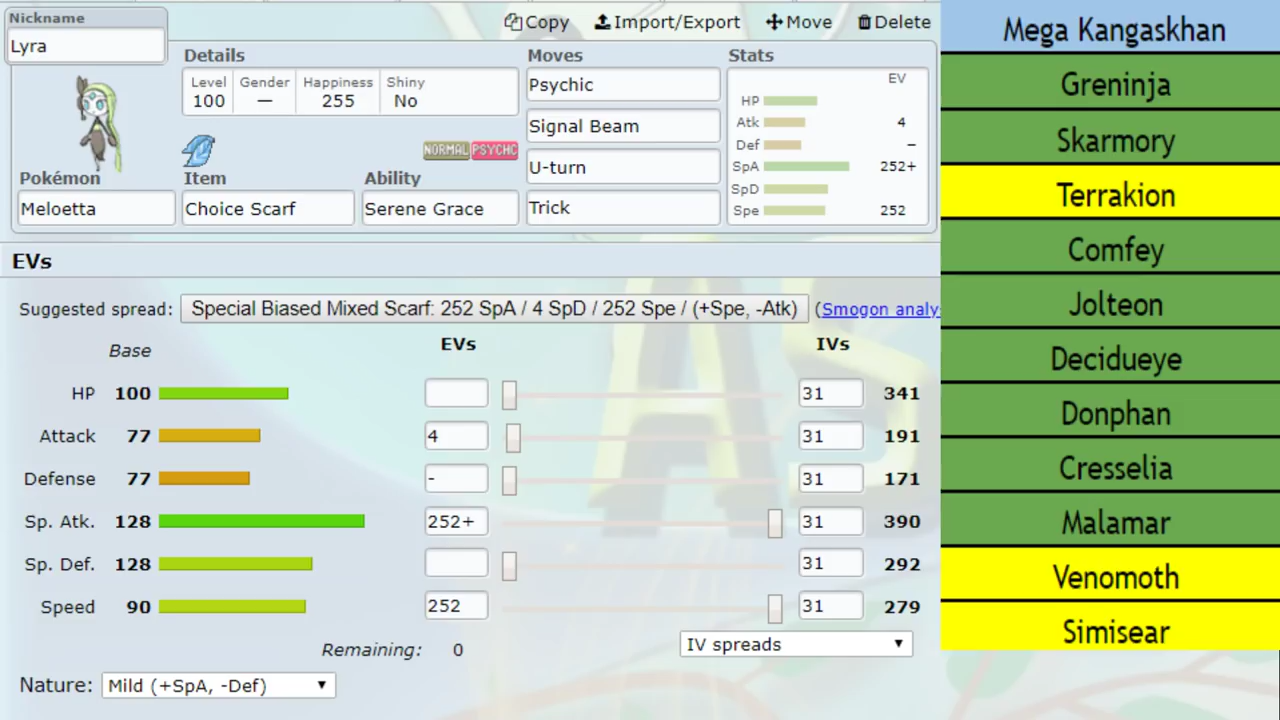 Nickname
Lyra
Copy Import/Export Move Delete
Details
Level Gender Happiness Shiny
100 — 255 No
NORMAL PSYCHC
Pokémon Item Ability
Meloetta Choice Scarf Serene Grace
Moves
Psychic
Signal Beam
U-turn
Trick
Stats
EV
HP
Atk 4
Def –
SpA 252+
SpD
Spe 252
EVs
Suggested spread: Special Biased Mixed Scarf: 252 SpA / 4 SpD / 252 Spe / (+Spe, -Atk) (Smogon analy
Base EVs IVs
HP 100 31 341
Attack 77 4 31 191
Defense 77 - 31 171
Sp. Atk. 128 252+ 31 390
Sp. Def. 128 31 292
Speed 90 252 31 279
Remaining: 0 IV spreads
Nature: Mild (+SpA, -Def)
Mega Kangaskhan
Greninja
Skarmory
Terrakion
Comfey
Jolteon
Decidueye
Donphan
Cresselia
Malamar
Venomoth
Simisear